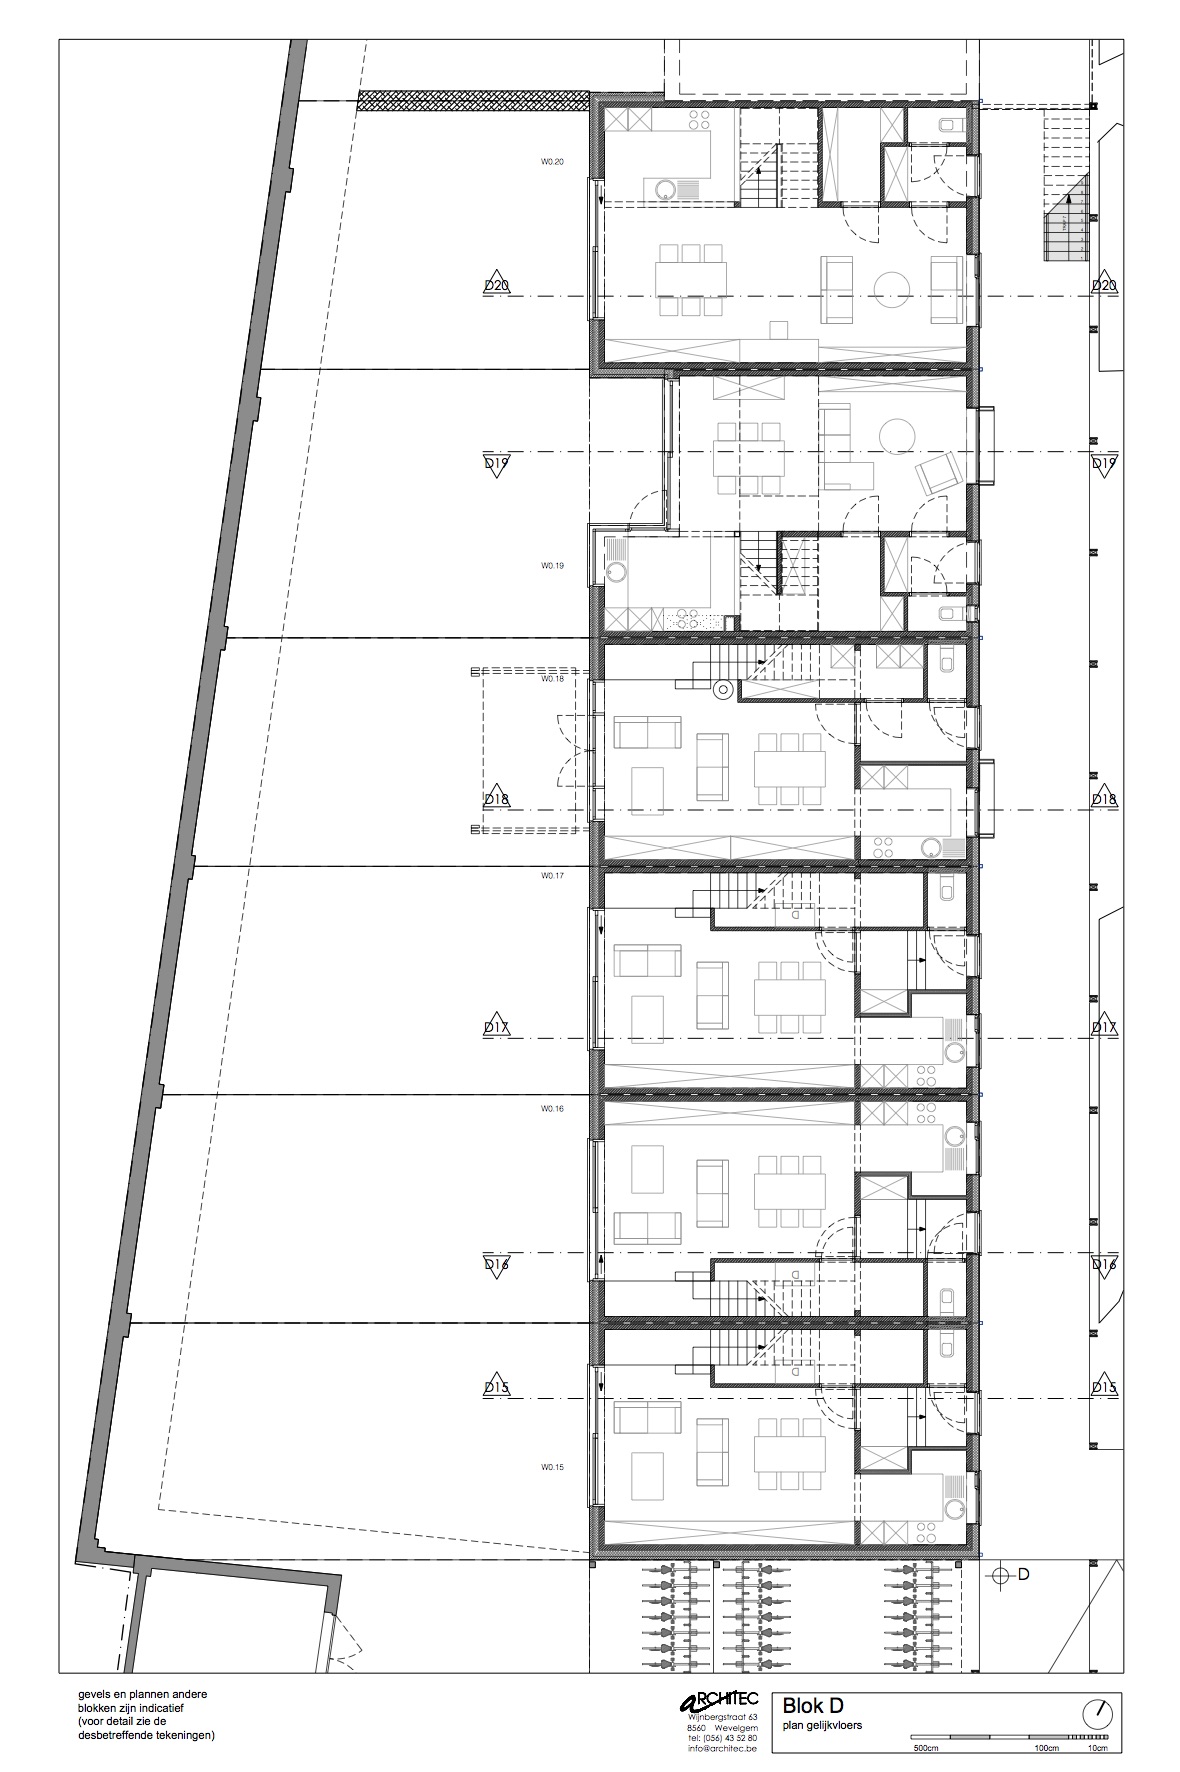 W0.20
D20
D20
D19
D19
W0.19
W0.18
D18
D18
W0.17
D17
D17
W0.16
D16
D16
D15
D15
W0.15
D
gevels en plannen andere
blokken zijn indicatief
(voor detail zie de
desbetreffende tekeningen)
aRCHITEC
Wijnbergstraat 63
8560 Wevelgem
tel: (056) 43 52 80
info@architec.be
Blok D
plan gelijkvloers
500cm 100cm 10cm